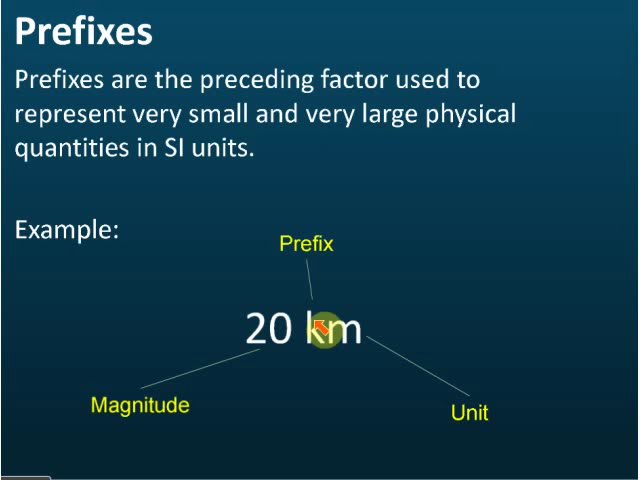 Prefixes
Prefixes are the preceding factor used to
represent very small and very large physical
quantities in SI units.
Example:
Prefix
20 km
Magnitude
Unit